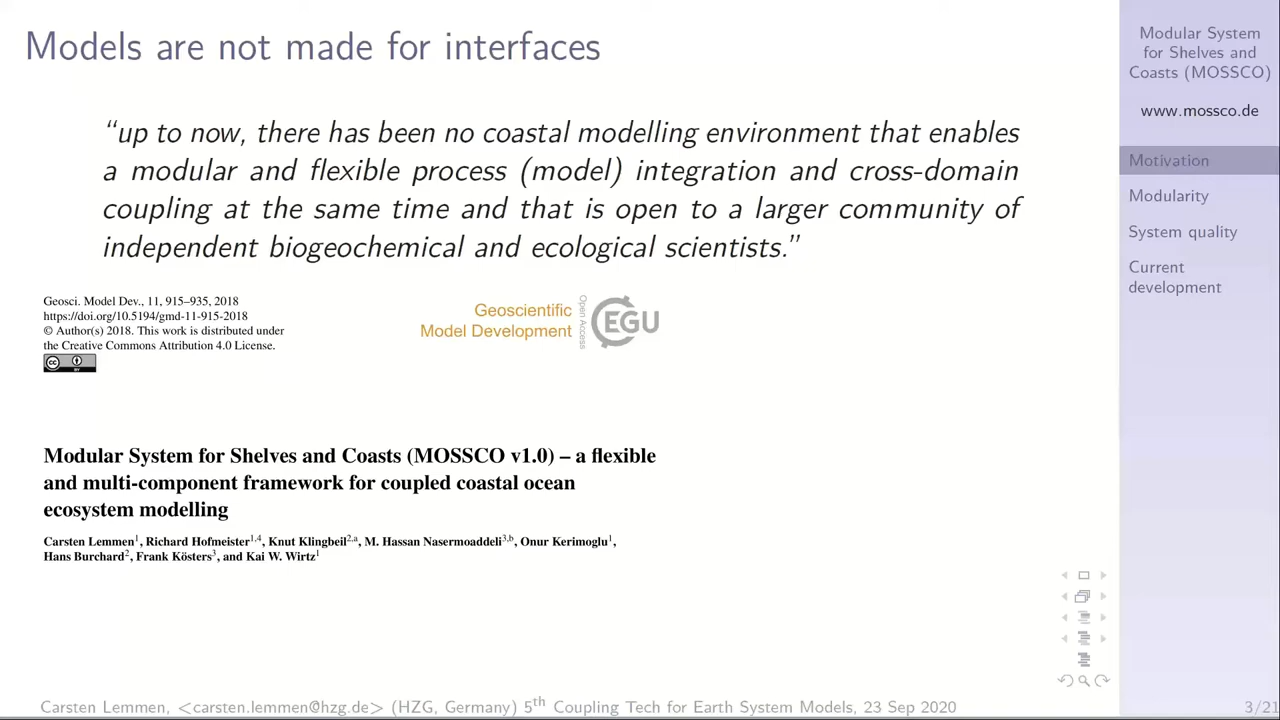 Models are not made for interfaces
“up to now, there has been no coastal modelling environment that enables
a modular and flexible process (model) integration and cross-domain
coupling at the same time and that is open to a larger community of
independent biogeochemical and ecological scientists.”
Geosci. Model Dev., 11, 915–935, 2018
https://doi.org/10.5194/gmd-11-915-2018
© Author(s) 2018. This work is distributed under
the Creative Commons Attribution 4.0 License.
cc BY
Geoscientific
Model Development
Open Access
EGU
Modular System for Shelves and Coasts (MOSSCO v1.0) – a flexible
and multi-component framework for coupled coastal ocean
ecosystem modelling
Carsten Lemmen1, Richard Hofmeister1,4, Knut Klingbeil2,a, M. Hassan Nasermoaddeli3,b, Onur Kerimoglu1,
Hans Burchard2, Frank Kösters3, and Kai W. Wirtz1
Modular System
for Shelves and
Coasts (MOSSCO)
www.mossco.de
Motivation
Modularity
System quality
Current
development
Carsten Lemmen, <carsten.lemmen@hzg.de> (HZG, Germany) 5th Coupling Tech for Earth System Models, 23 Sep 2020
3/21